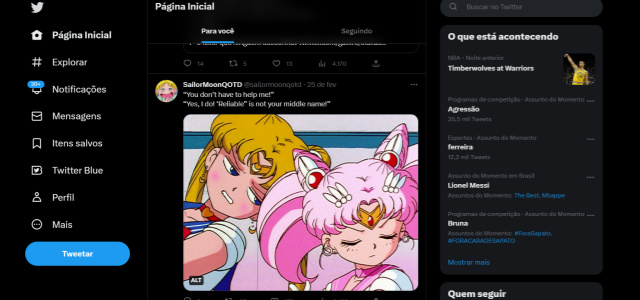 Página Inicial
Explorar
20+
Notificações
Mensagens
Itens salvos
Twitter Blue
Perfil
Mais
Tweetar
Página Inicial
Para você
Seguindo
14
5
13
4.170
SailorMoonQOTD @sailormoonqotd · 25 de fev
“You don't have to help me!”
“Yes, I do! ‘Reliable” is not your middle name!”
ALT
Buscar no Twitter
O que está acontecendo
NBA · Noite anterior
Timberwolves at Warriors
Programas de competição · Assunto do Momento
Agressão
35,5 mil Tweets
Esportes · Assunto do Momento
ferreira
12,2 mil Tweets
Assunto do Momento em Brasil
Lionel Messi
Assuntos do Momento: The Best, Mbappe
Programas de competição · Assunto do Momento
Bruna
Assuntos do Momento: #ForaSapato,
#FORACARADESAPATO
Mostrar mais
Quem seguir